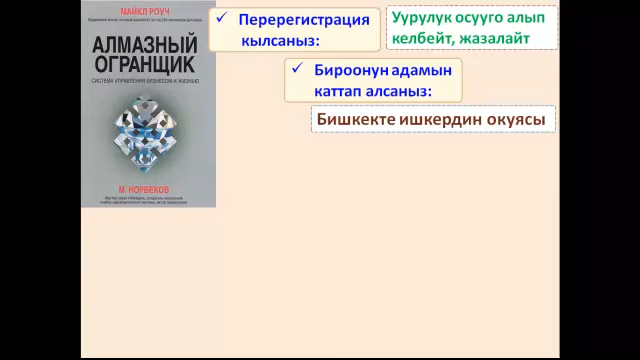 МАЙКЛ РОУЧ
АЛМАЗНЫЙ
ОГРАНЩИК
СИСТЕМА УПРАВЛЕНИЯ БИЗНЕСОМ И ЖИЗНЬЮ
М. НОРБЕКОВ
✓ Перерегистрация
кылсаныз:
Уурулук осууго алып
келбейт, жазалайт
✓ Бироонун адамын
каттап алсаныз:
Бишкекте ишкердин окуясы